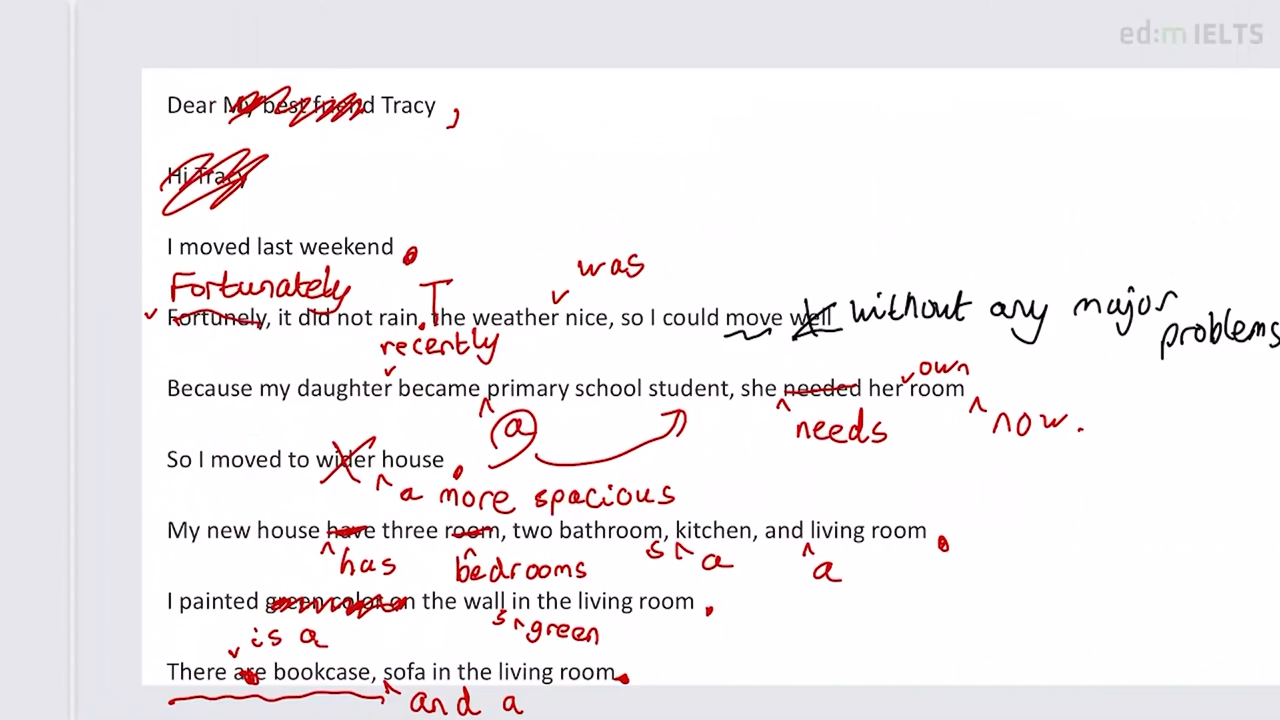 ed:m IELTS
Dear My best friend Tracy ,
Hi Tracy
I moved last weekend .
was
Fortunately T
Fortunely, it did not rain, the weather nice, so I could move well without any major
problems
recently
own
Because my daughter became primary school student, she needed her room
a needs now.
So I moved to wider house .
a more spacious
My new house have three room, two bathroom, kitchen, and living room .
has bedrooms s a a
I painted green color on the wall in the living room .
s green
is a
There are bookcase, sofa in the living room.
and a